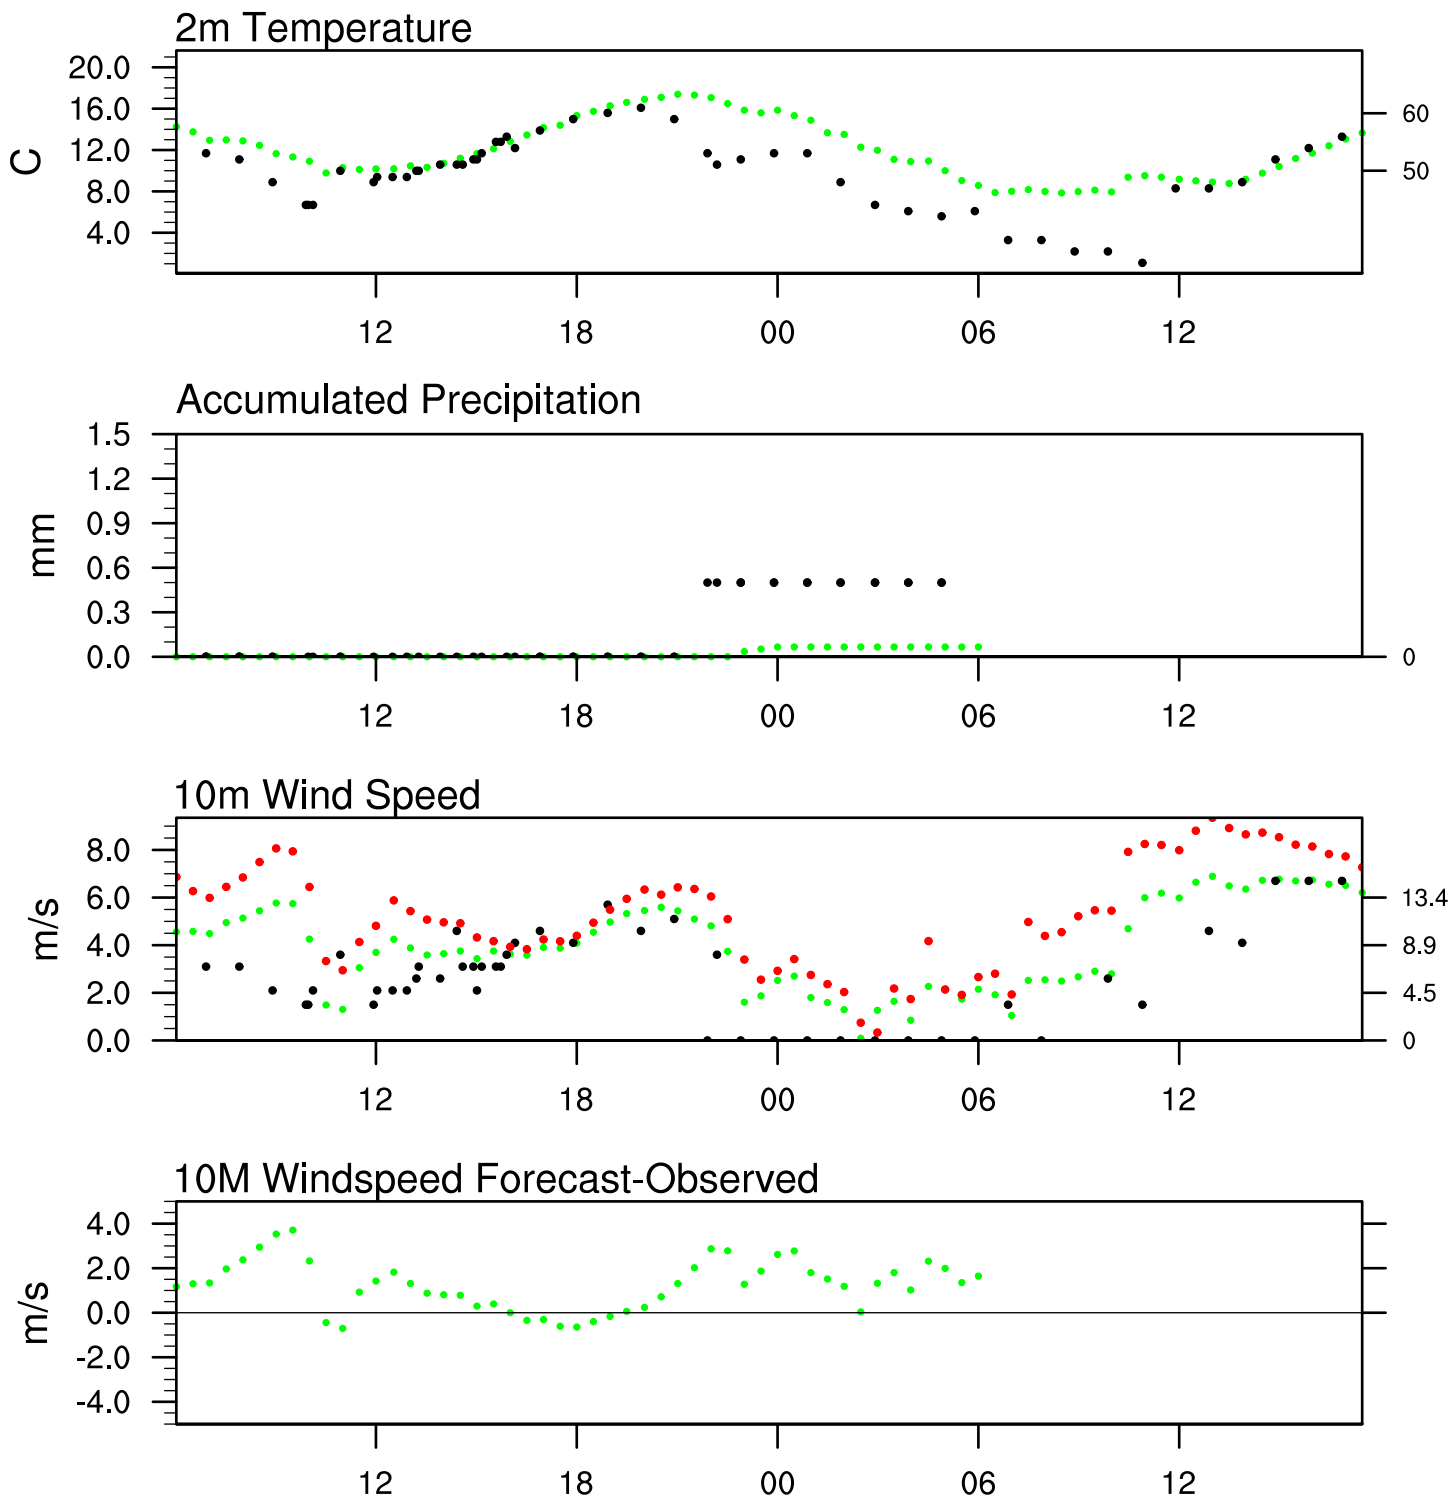 2m Temperature
20.0
16.0
12.0
8.0
4.0
C
60
50
12 18 00 06 12
Accumulated Precipitation
1.5
1.2
0.9
0.6
0.3
0.0
mm
0
12 18 00 06 12
10m Wind Speed
8.0
6.0
4.0
2.0
0.0
m/s
13.4
8.9
4.5
0
12 18 00 06 12
10M Windspeed Forecast-Observed
4.0
2.0
0.0
-2.0
-4.0
m/s
12 18 00 06 12